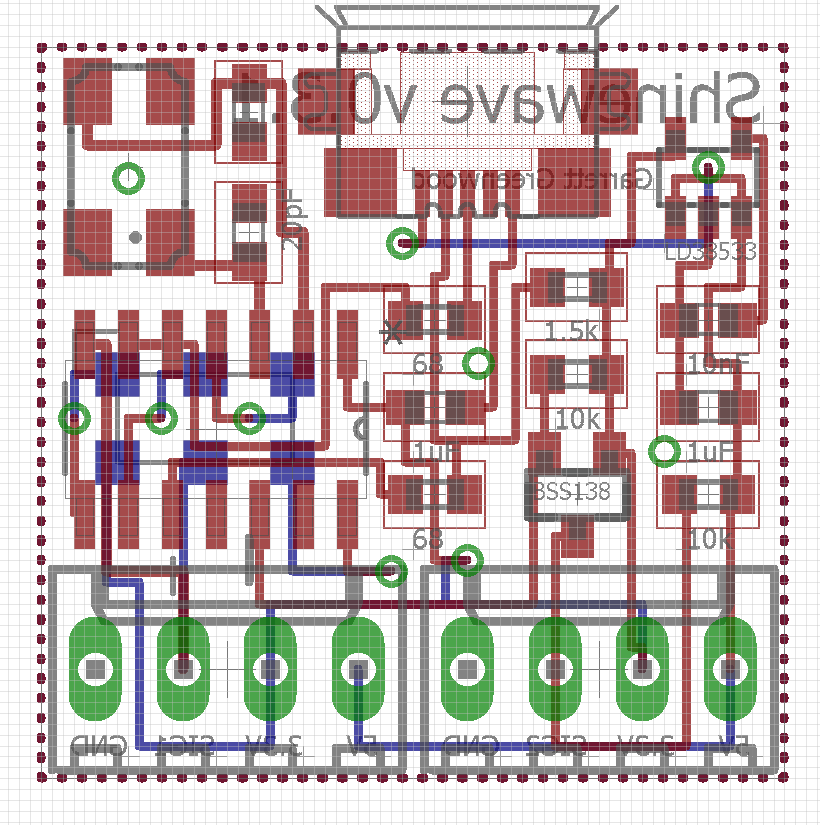 Shinewave v0.3.1
Garrett Greenwood
20pF
LD33533
1.5k
68
10nF
10k
1uF
1uF
BSS138
68
10k
GND SIG1 3.3V 5V GND SIG2 3.3V 5V